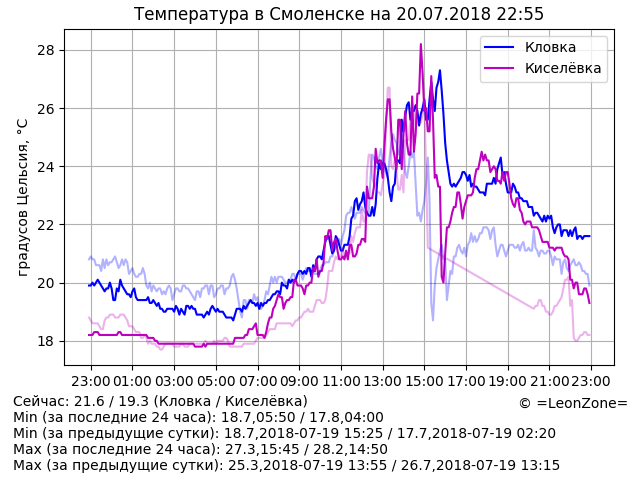 Температура в Смоленске на 20.07.2018 22:55
Кловка
Киселёвка
градусов Цельсия, °C
28
26
24
22
20
18
23:00 01:00 03:00 05:00 07:00 09:00 11:00 13:00 15:00 17:00 19:00 21:00 23:00
Сейчас: 21.6 / 19.3 (Кловка / Киселёвка)
© =LeonZone=
Min (за последние 24 часа): 18.7,05:50 / 17.8,04:00
Min (за предыдущие сутки): 18.7,2018-07-19 15:25 / 17.7,2018-07-19 02:20
Max (за последние 24 часа): 27.3,15:45 / 28.2,14:50
Max (за предыдущие сутки): 25.3,2018-07-19 13:55 / 26.7,2018-07-19 13:15